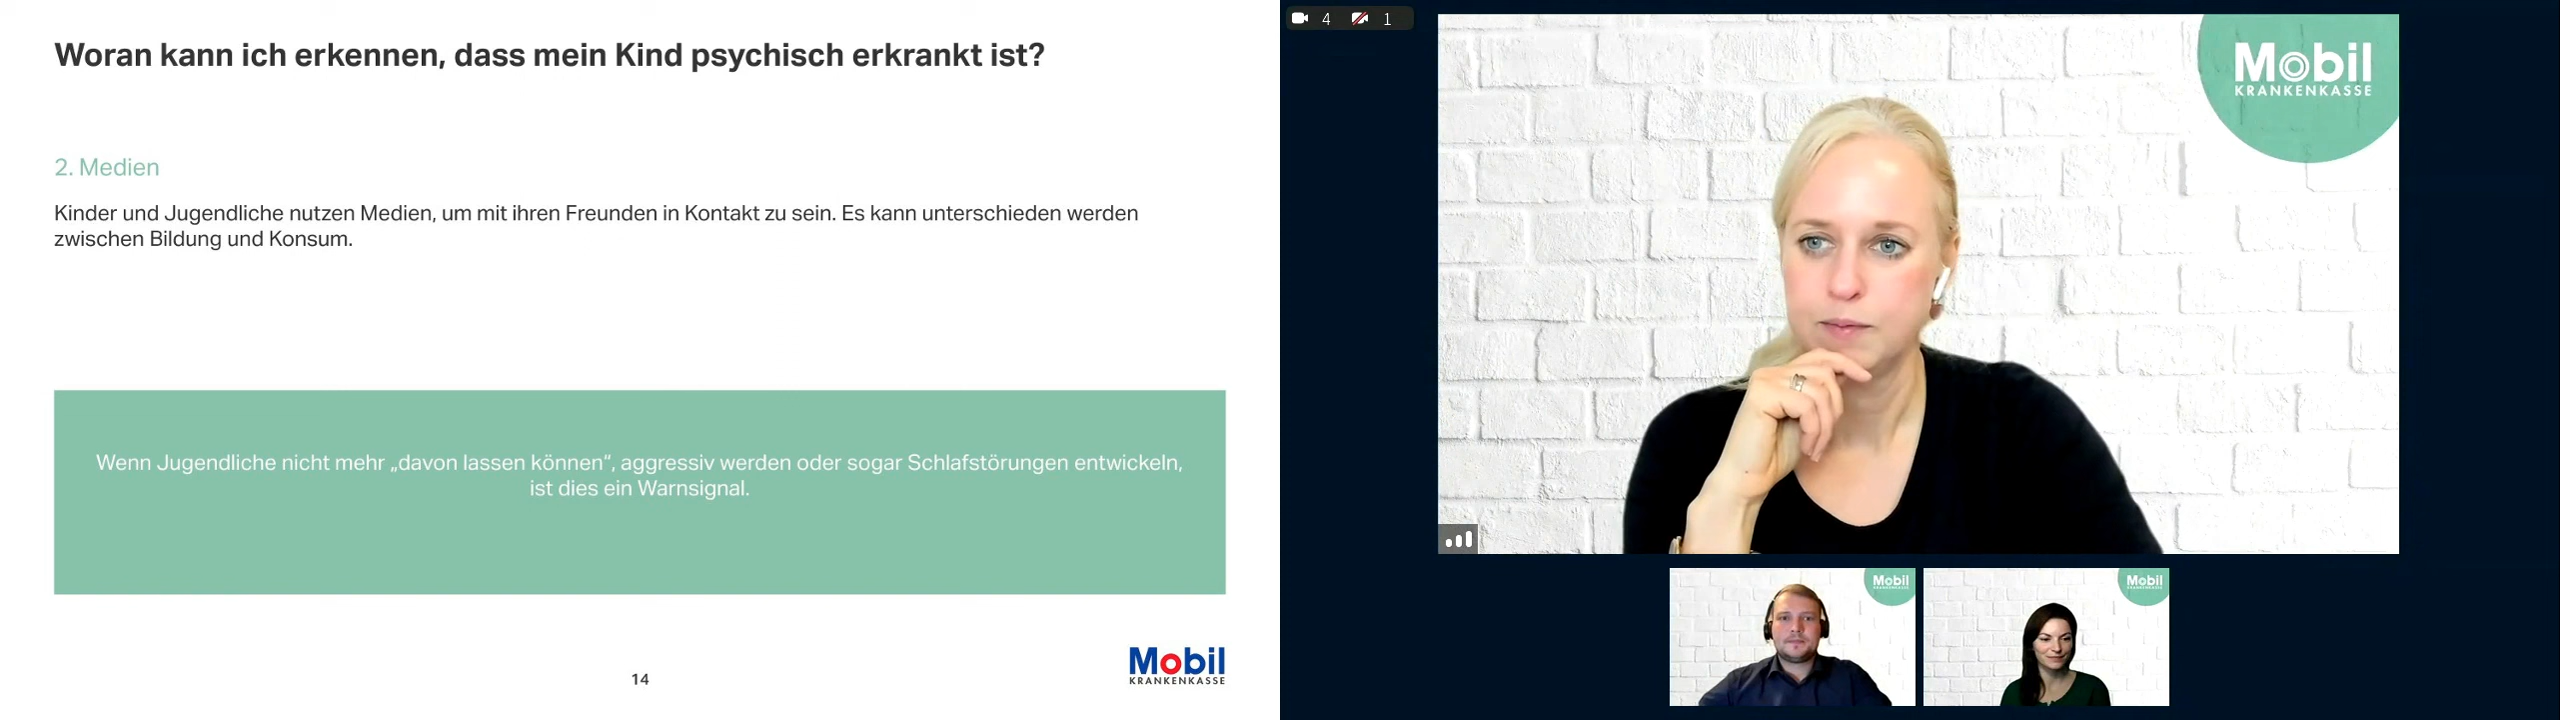 Woran kann ich erkennen, dass mein Kind psychisch erkrankt ist?
2. Medien
Kinder und Jugendliche nutzen Medien, um mit ihren Freunden in Kontakt zu sein. Es kann unterschieden werden
zwischen Bildung und Konsum.
Wenn Jugendliche nicht mehr „davon lassen können“, aggressiv werden oder sogar Schlafstörungen entwickeln,
ist dies ein Warnsignal.
14
Mobil
KRANKENKASSE
4 1
Mobil
KRANKENKASSE
Mobil
KRANKENKASSE
Mobil
KRANKENKASSE